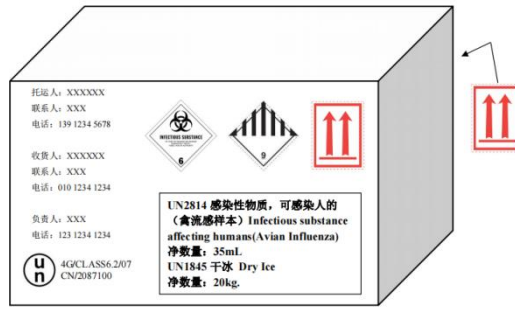 托运人：XXXXXX
联系人：XXX
电话：139 1234 5678
收货人：XXXXXX
联系人：XXX
电话：010 1234 1234
负责人：XXX
电话：123 1234 1234
un
4G/CLASS6.2/07
CN/2087100
INFECTIOUS SUBSTANCE
6
9
UN2814 感染性物质，可感染人的
（禽流感样本）Infectious substance
affecting humans(Avian Influenza)
净数量：35mL
UN1845 干冰 Dry Ice
净数量：20kg.